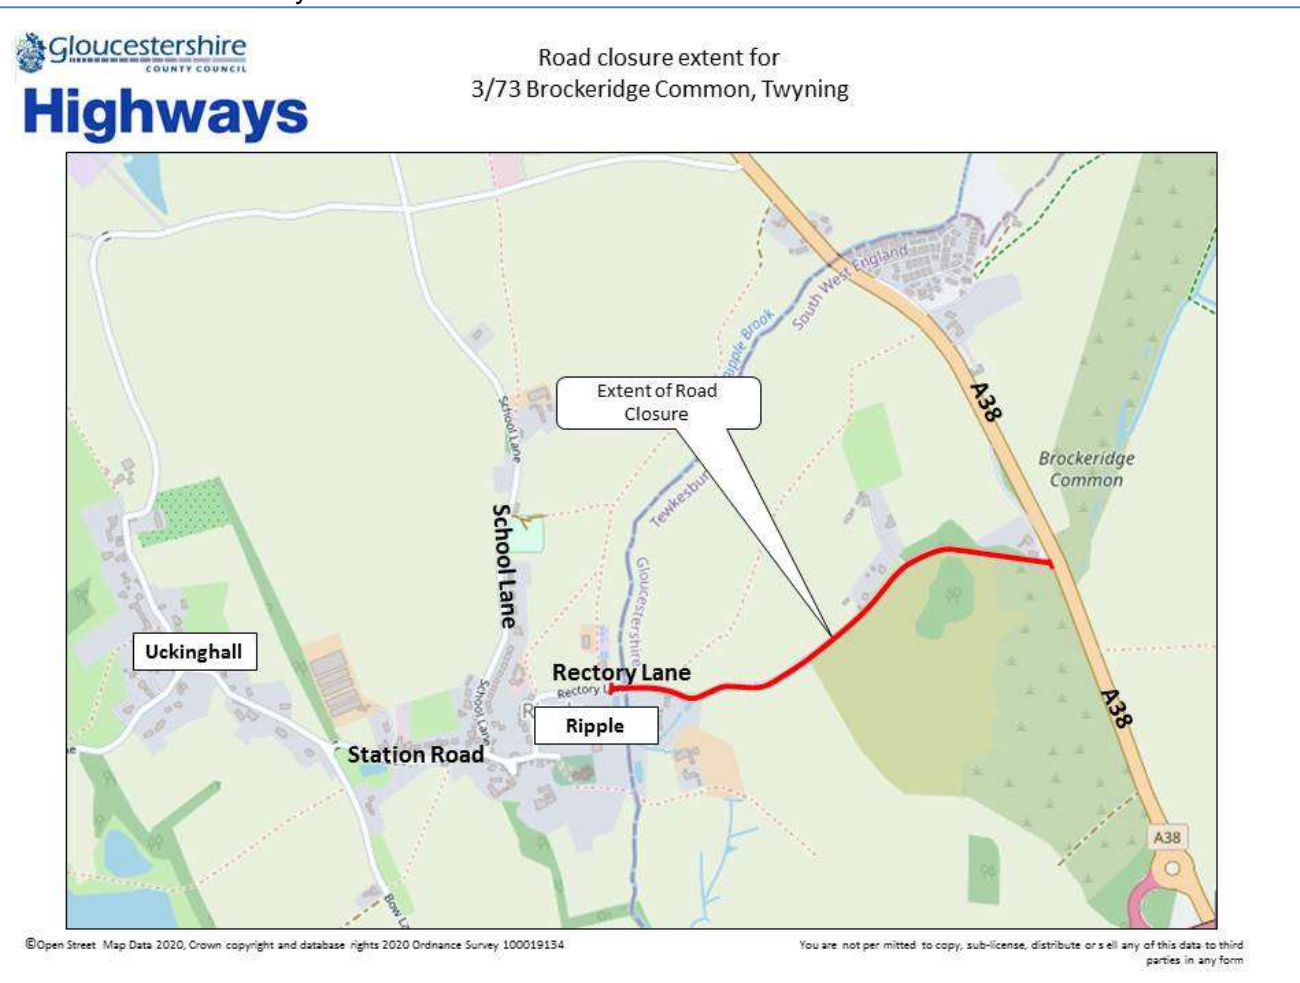 Gloucestershire
COUNTY COUNCIL
Highways
Road closure extent for
3/73 Brockeridge Common, Twyning
South West England
Ripple Brook
Extent of Road
Closure
A38
School Lane
Brockeridge
Common
Tewkesbury
School Lane
Gloucestershire
Uckinghall
Rectory Lane
Rectory L
School Lane
R
Ripple
A38
Station Road
A38
Bow La
©Open Street Map Data 2020, Crown copyright and database rights 2020 Ordnance Survey 100019134
You are not per mitted to copy, sub-license, distribute or s ell any of this data to third
parties in any form